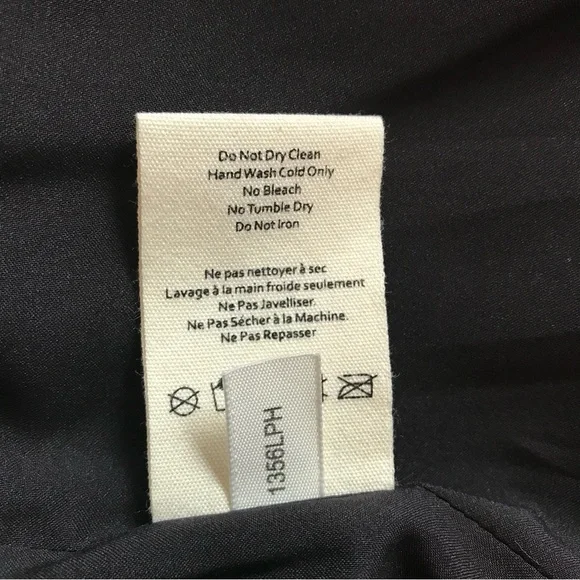 Do Not Dry Clean
Hand Wash Cold Only
No Bleach
No Tumble Dry
Do Not Iron
Ne pas nettoyer à sec
Lavage à la main froide seulement
Ne Pas Javelliser.
Ne Pas Sécher à la Machine.
Ne Pas Repasser
1356LPH